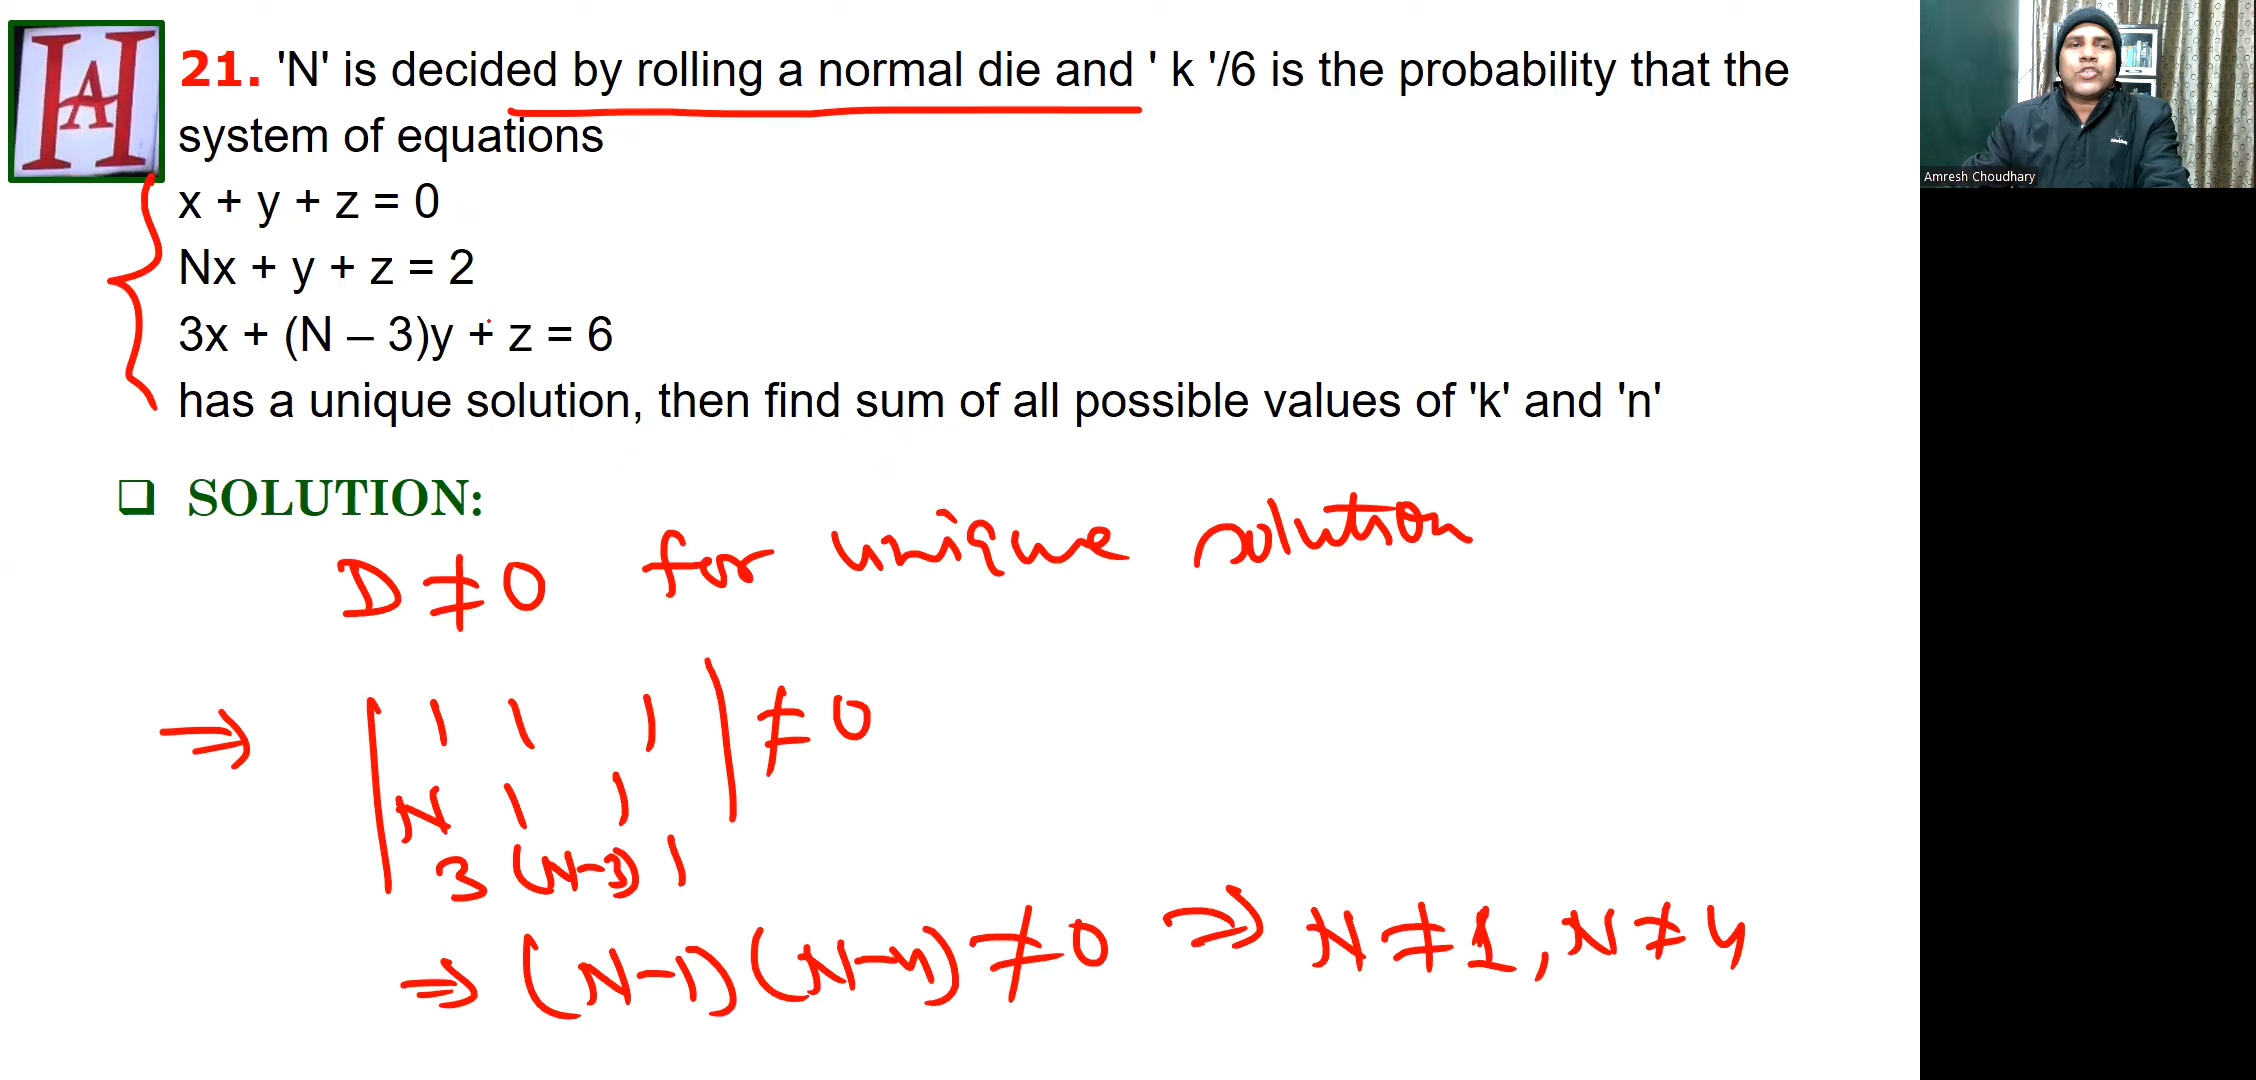 HA
21. 'N' is decided by rolling a normal die and ' k '/6 is the probability that the
system of equations
x + y + z = 0
Nx + y + z = 2
3x + (N – 3)y + z = 6
has a unique solution, then find sum of all possible values of 'k' and 'n'
❑ SOLUTION:
D ≠ 0 for unique solution
⇒ | 1 1 1 | ≠ 0
N 1 1
3 (N-3) 1
⇒ (N-1) (N-4) ≠ 0 ⇒ N ≠ 1, N ≠ 4
Amresh Choudhary